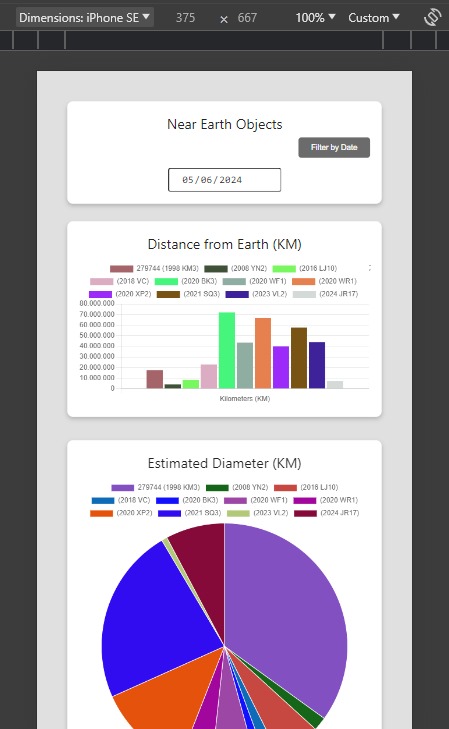 Dimensions: iPhone SE 375 × 667 100% Custom
Near Earth Objects
Filter by Date
05/06/2024
Distance from Earth (KM)
279744 (1998 KM3) (2008 YN2) (2016 LJ10)
(2018 VC) (2020 BK3) (2020 WF1) (2020 WR1)
(2020 XP2) (2021 SQ3) (2023 VL2) (2024 JR17)
80.000.000
70.000.000
60.000.000
50.000.000
40.000.000
30.000.000
20.000.000
10.000.000
0
Kilometers (KM)
Estimated Diameter (KM)
279744 (1998 KM3) (2008 YN2) (2016 LJ10)
(2018 VC) (2020 BK3) (2020 WF1) (2020 WR1)
(2020 XP2) (2021 SQ3) (2023 VL2) (2024 JR17)